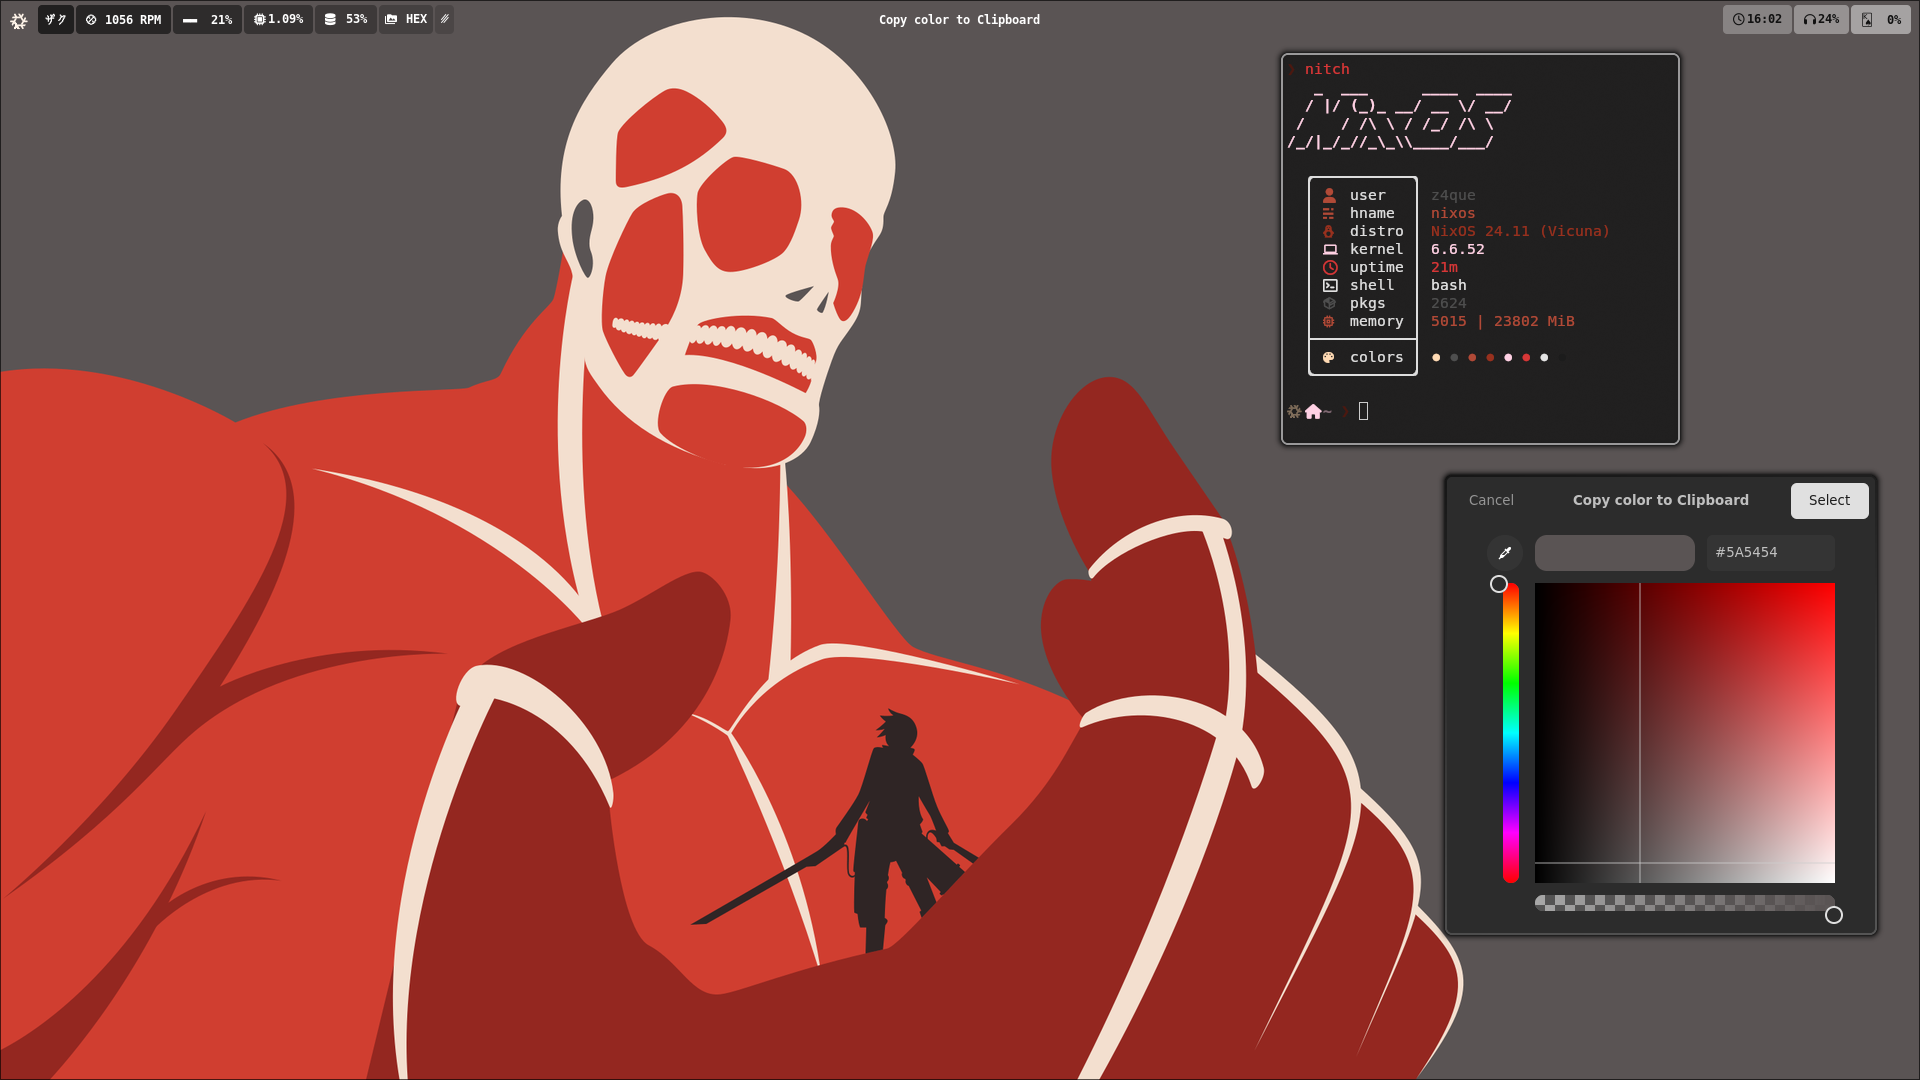 ザク 1056 RPM 21% 1.09% 53% HEX Copy color to Clipboard 16:02 24% 0%
nitch
user z4que
hname nixos
distro NixOS 24.11 (Vicuna)
kernel 6.6.52
uptime 21m
shell bash
pkgs 2624
memory 5015 | 23802 MiB
colors
~
Cancel Copy color to Clipboard Select
#5A5454